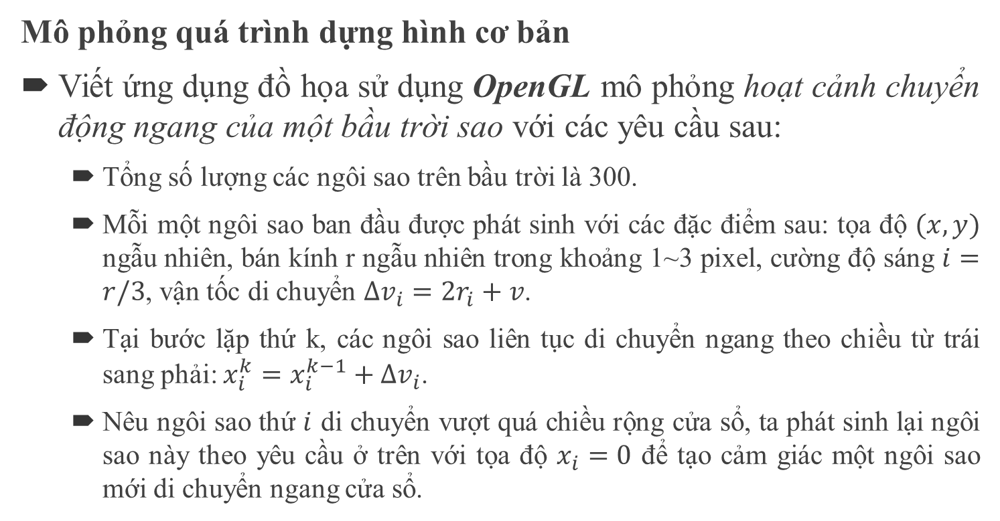 Mô phỏng quá trình dựng hình cơ bản
Viết ứng dụng đồ họa sử dụng OpenGL mô phỏng hoạt cảnh chuyển
động ngang của một bầu trời sao với các yêu cầu sau:
Tổng số lượng các ngôi sao trên bầu trời là 300.
Mỗi một ngôi sao ban đầu được phát sinh với các đặc điểm sau: tọa độ (x, y)
ngẫu nhiên, bán kính r ngẫu nhiên trong khoảng 1~3 pixel, cường độ sáng i =
r/3, vận tốc di chuyển Δv_i = 2r_i + v.
Tại bước lặp thứ k, các ngôi sao liên tục di chuyển ngang theo chiều từ trái
sang phải: x_i^k = x_i^{k−1} + Δv_i.
Nêu ngôi sao thứ i di chuyển vượt quá chiều rộng cửa sổ, ta phát sinh lại ngôi
sao này theo yêu cầu ở trên với tọa độ x_i = 0 để tạo cảm giác một ngôi sao
mới di chuyển ngang cửa sổ.